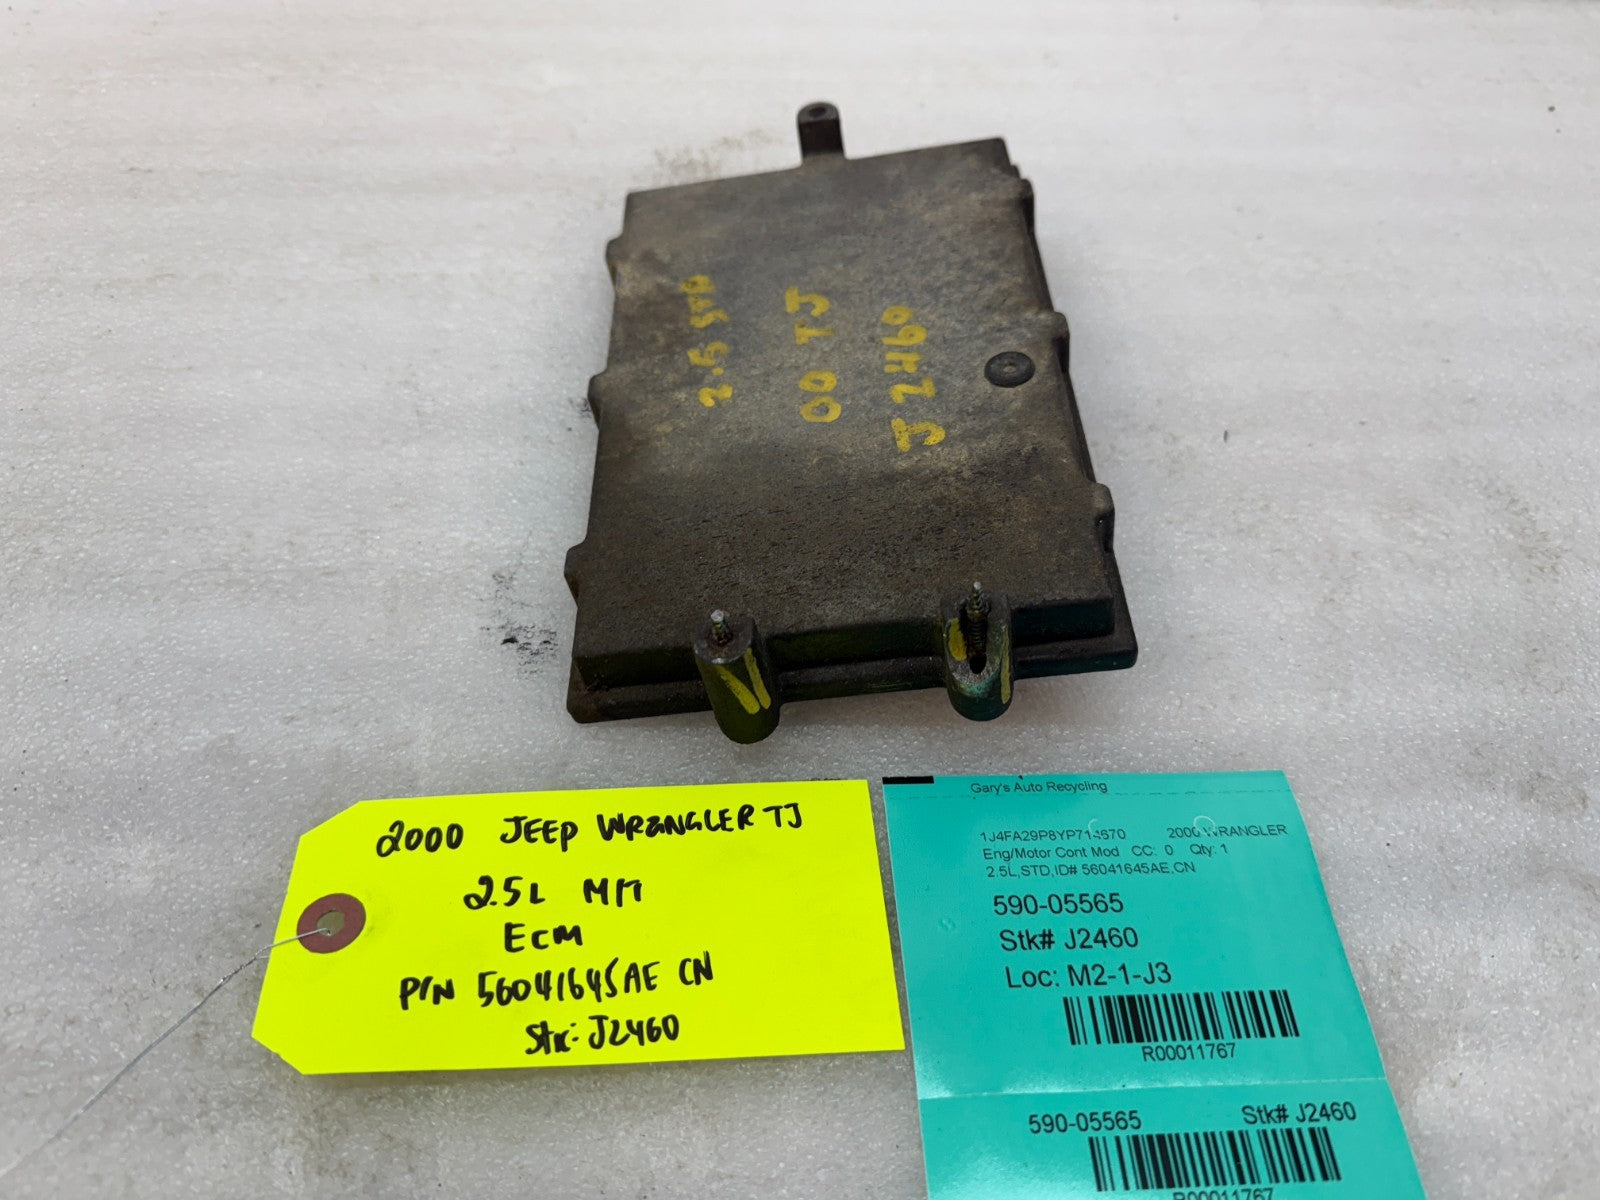 2.5 STD
00 TJ
J2460
2000 JEEP WRANGLER TJ
2.5L M/T
ECM
P/N 56041645AE CN
Stk: J2460
Gary's Auto Recycling
2000 WRANGLER
Eng/Motor Cont Mod CC: 0 Qty: 1
2.5L,STD,ID# 56041645AE,CN
590-05565
Stk# J2460
Loc: M2-1-J3
R00011767
590-05565 Stk# J2460
R00011767